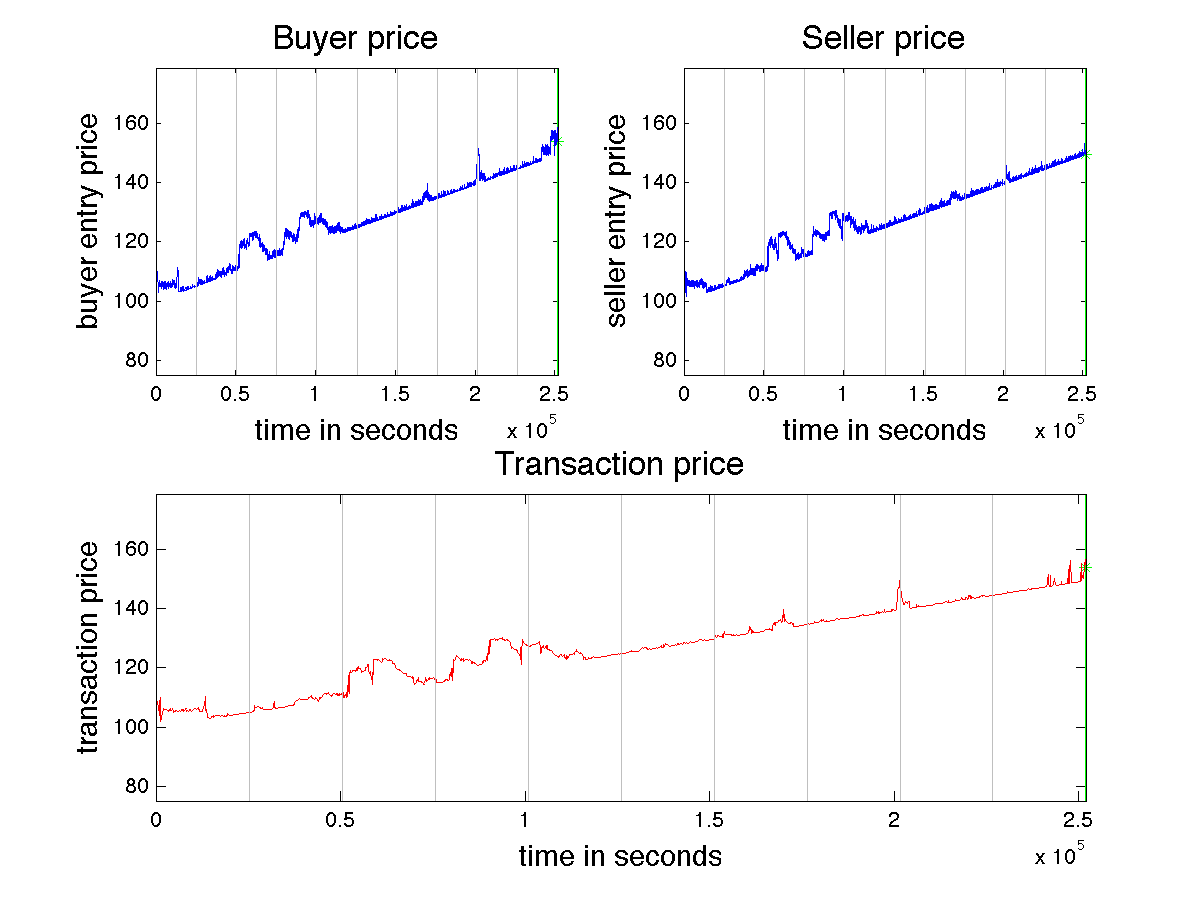 Buyer price
buyer entry price
160
140
120
100
80
0 0.5 1 1.5 2 2.5
time in seconds
x 10^5
Seller price
seller entry price
160
140
120
100
80
0 0.5 1 1.5 2 2.5
time in seconds
x 10^5
Transaction price
transaction price
160
140
120
100
80
0 0.5 1 1.5 2 2.5
time in seconds
x 10^5